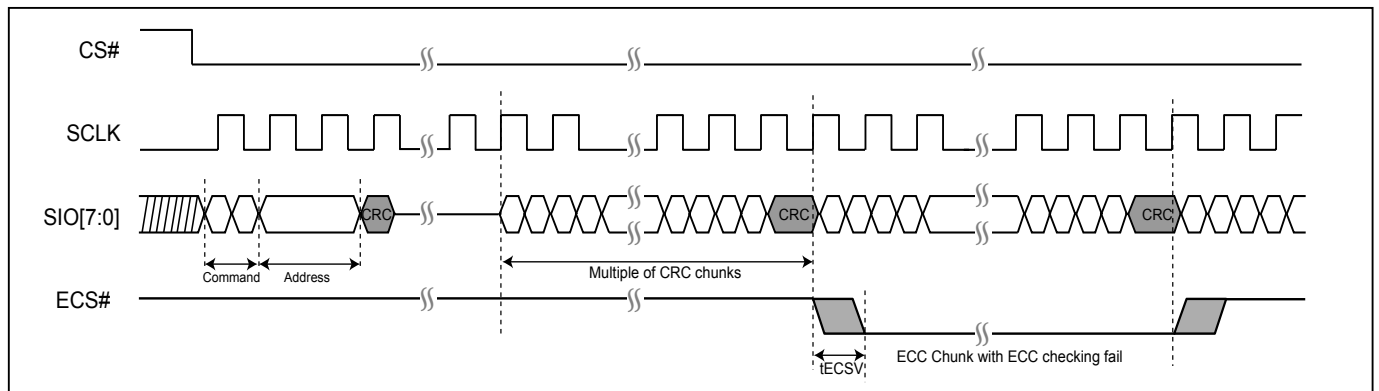 CS#
SCLK
SIO[7:0]
CRC
CRC
CRC
Command
Address
Multiple of CRC chunks
ECS#
tECSV
ECC Chunk with ECC checking fail